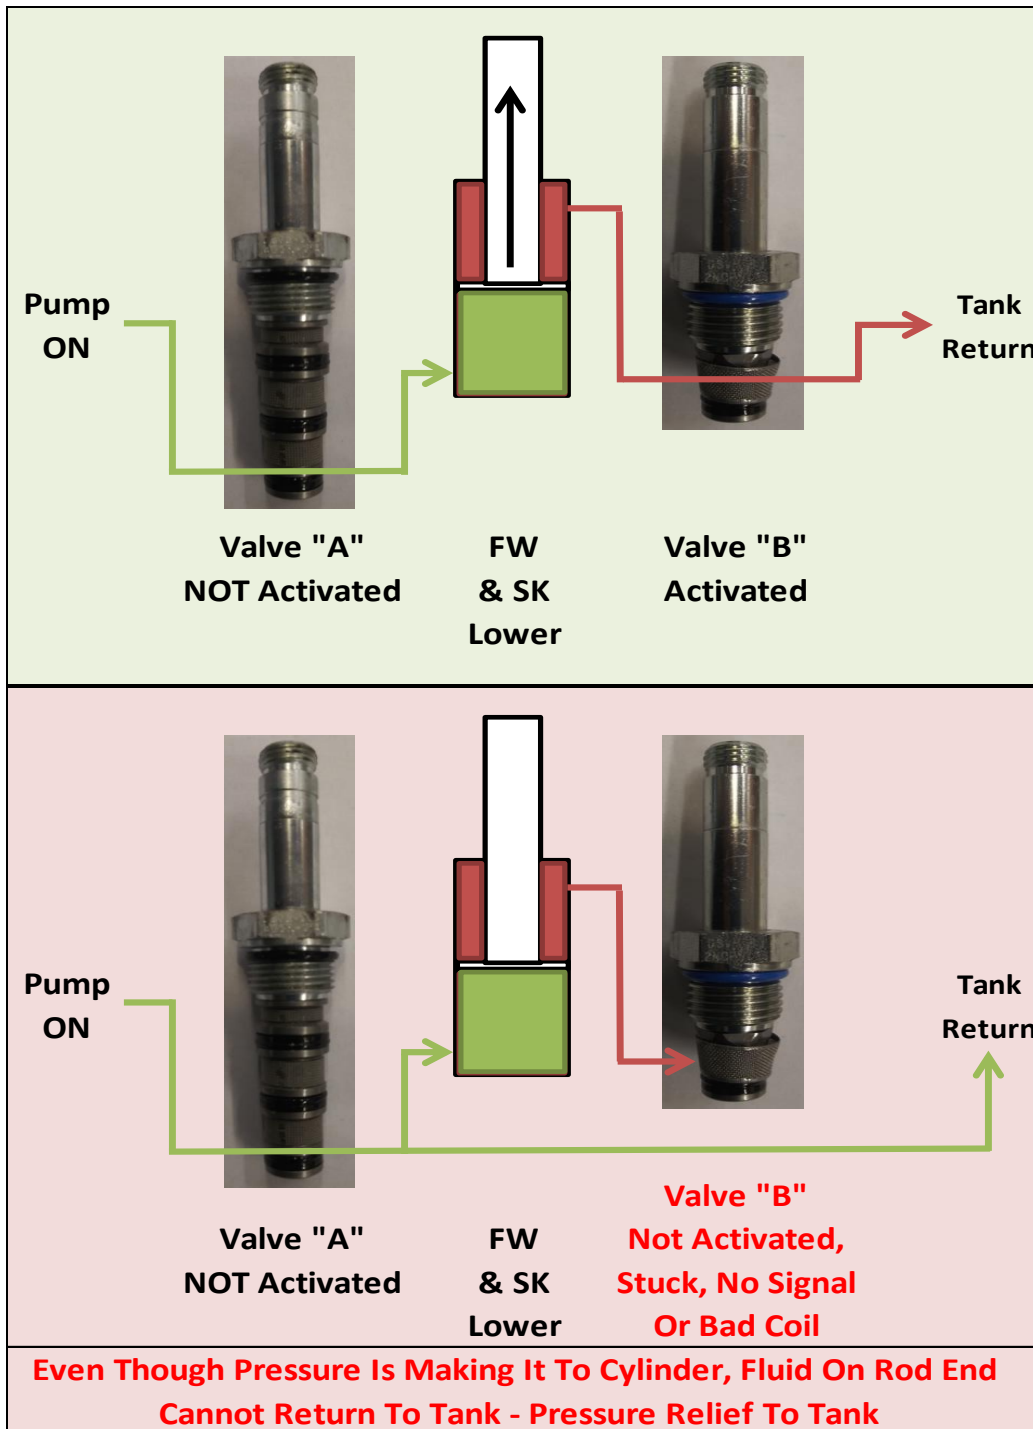 Pump
ON
Tank
Return
Valve "A"
NOT Activated
FW
& SK
Lower
Valve "B"
Activated
Pump
ON
Tank
Return
Valve "A"
NOT Activated
FW
& SK
Lower
Valve "B"
Not Activated,
Stuck, No Signal
Or Bad Coil
Even Though Pressure Is Making It To Cylinder, Fluid On Rod End
Cannot Return To Tank - Pressure Relief To Tank